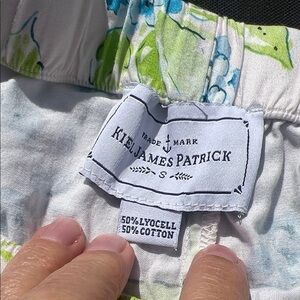 TRADE MARK
KIEL JAMES PATRICK
S
50%LYOCELL
50%COTTON